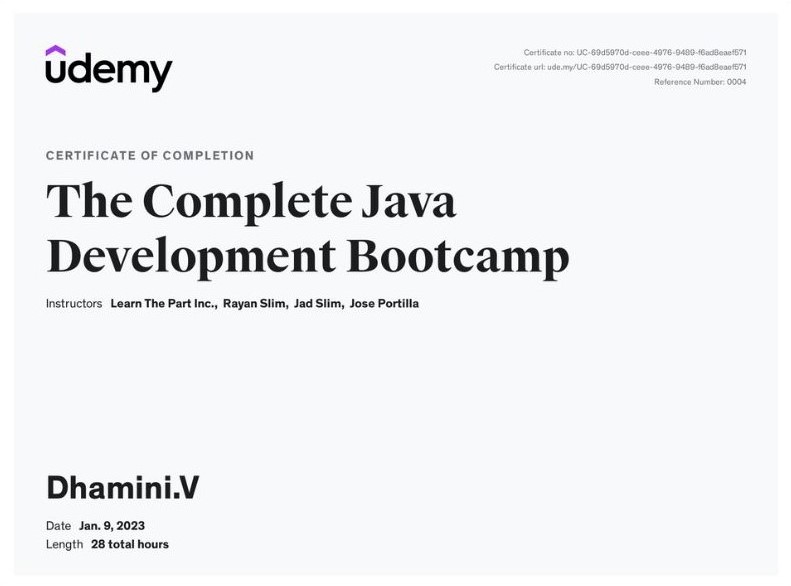 udemy
Certificate no: UC-69d5970d-ceee-4976-9489-f6ad8eaef571
Certificate url: ude.my/UC-69d5970d-ceee-4976-9489-f6ad8eaef571
Reference Number: 0004
CERTIFICATE OF COMPLETION
The Complete Java
Development Bootcamp
Instructors Learn The Part Inc., Rayan Slim, Jad Slim, Jose Portilla
Dhamini.V
Date Jan. 9, 2023
Length 28 total hours